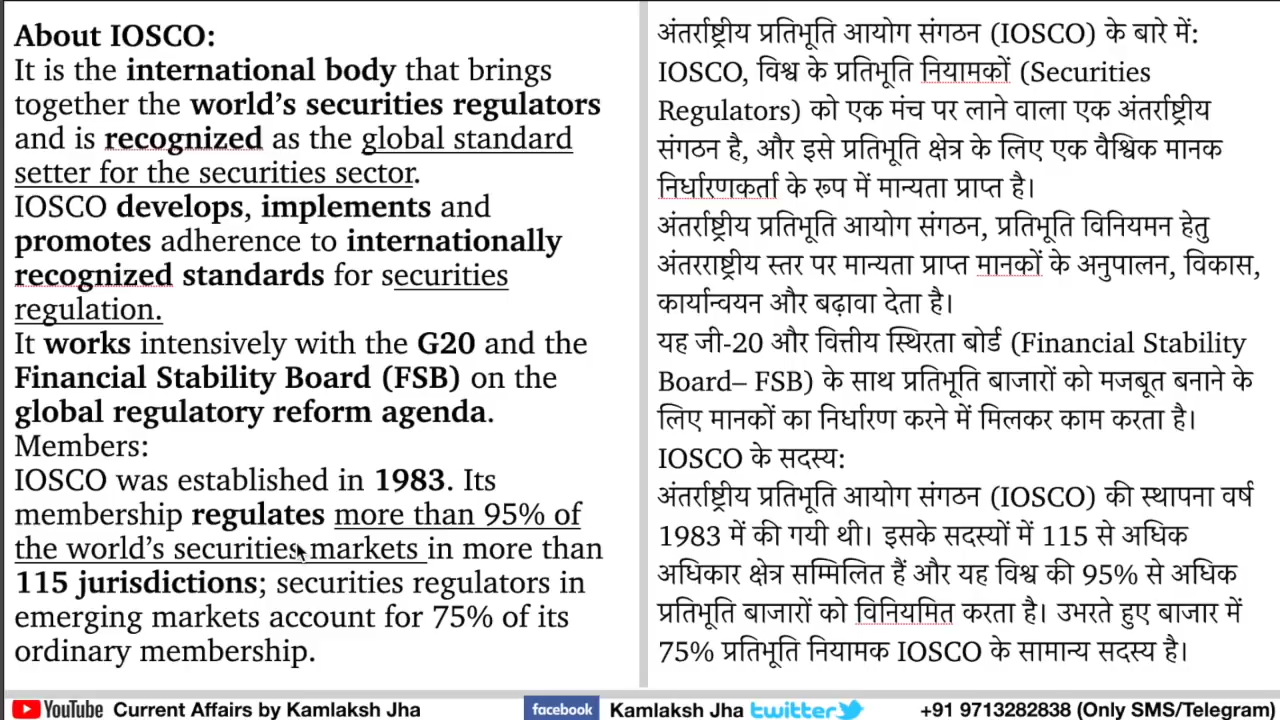 About IOSCO:
It is the international body that brings
together the world's securities regulators
and is recognized as the global standard
setter for the securities sector.
IOSCO develops, implements and
promotes adherence to internationally
recognized standards for securities
regulation.
It works intensively with the G20 and the
Financial Stability Board (FSB) on the
global regulatory reform agenda.
Members:
IOSCO was established in 1983. Its
membership regulates more than 95% of
the world's securities markets in more than
115 jurisdictions; securities regulators in
emerging markets account for 75% of its
ordinary membership.
अंतर्राष्ट्रीय प्रतिभूति आयोग संगठन (IOSCO) के बारे में:
IOSCO, विश्व के प्रतिभूति नियामकों (Securities
Regulators) को एक मंच पर लाने वाला एक अंतर्राष्ट्रीय
संगठन है, और इसे प्रतिभूति क्षेत्र के लिए एक वैश्विक मानक
निर्धारणकर्ता के रूप में मान्यता प्राप्त है।
अंतर्राष्ट्रीय प्रतिभूति आयोग संगठन, प्रतिभूति विनियमन हेतु
अंतरराष्ट्रीय स्तर पर मान्यता प्राप्त मानकों के अनुपालन, विकास,
कार्यान्वयन और बढ़ावा देता है।
यह जी-20 और वित्तीय स्थिरता बोर्ड (Financial Stability
Board– FSB) के साथ प्रतिभूति बाजारों को मजबूत बनाने के
लिए मानकों का निर्धारण करने में मिलकर काम करता है।
IOSCO के सदस्य:
अंतर्राष्ट्रीय प्रतिभूति आयोग संगठन (IOSCO) की स्थापना वर्ष
1983 में की गयी थी। इसके सदस्यों में 115 से अधिक
अधिकार क्षेत्र सम्मिलित हैं और यह विश्व की 95% से अधिक
प्रतिभूति बाजारों को विनियमित करता है। उभरते हुए बाजार में
75% प्रतिभूति नियामक IOSCO के सामान्य सदस्य है।
YouTube Current Affairs by Kamlaksh Jha facebook Kamlaksh Jha twitter +91 9713282838 (Only SMS/Telegram)